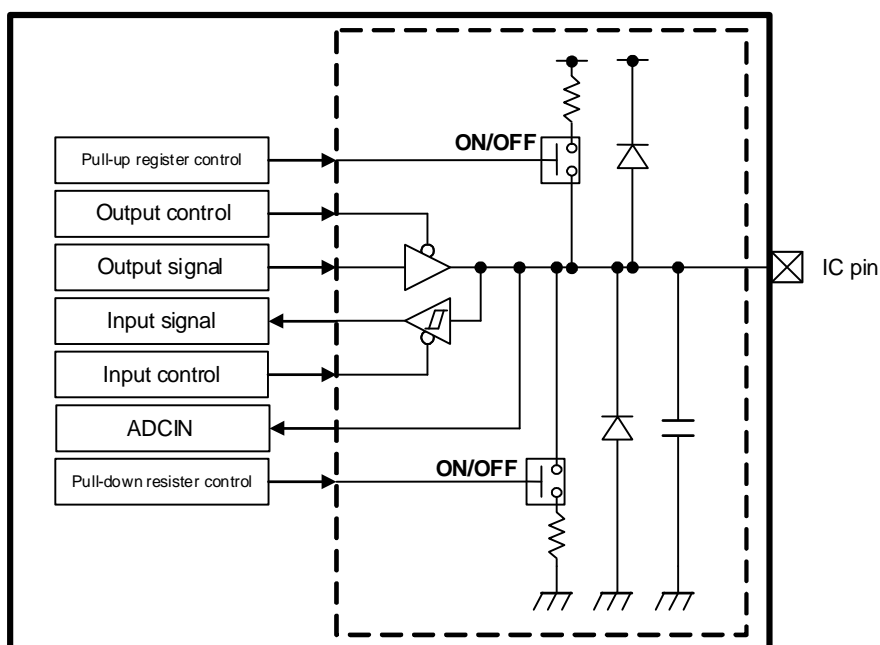 Pull-up register control
ON/OFF
Output control
Output signal
IC pin
Input signal
Input control
ADCIN
ON/OFF
Pull-down resister control